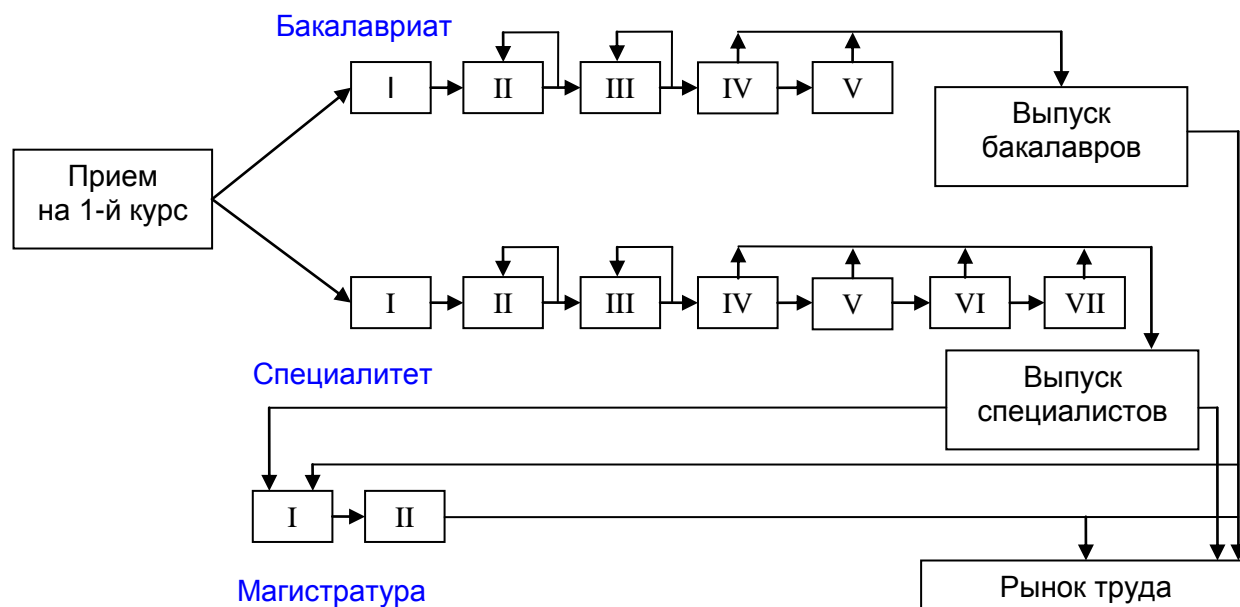 Бакалавриат
I II III IV V
Выпуск
бакалавров
Прием
на 1-й курс
I II III IV V VI VII
Специалитет
Выпуск
специалистов
I II
Магистратура
Рынок труда